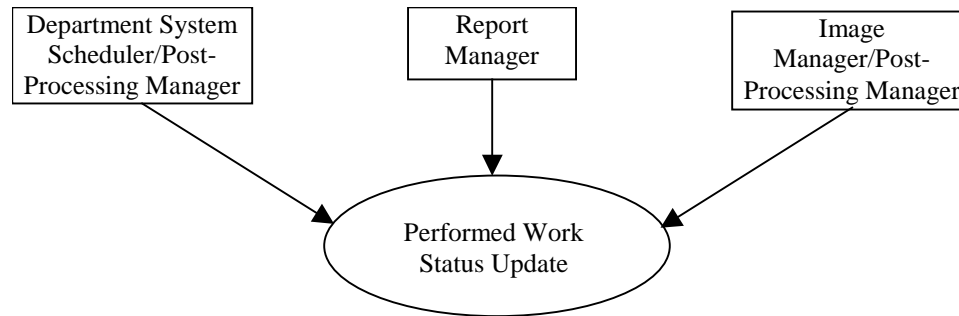 Department System
Scheduler/Post-
Processing Manager
Report
Manager
Image
Manager/Post-
Processing Manager
Performed Work
Status Update